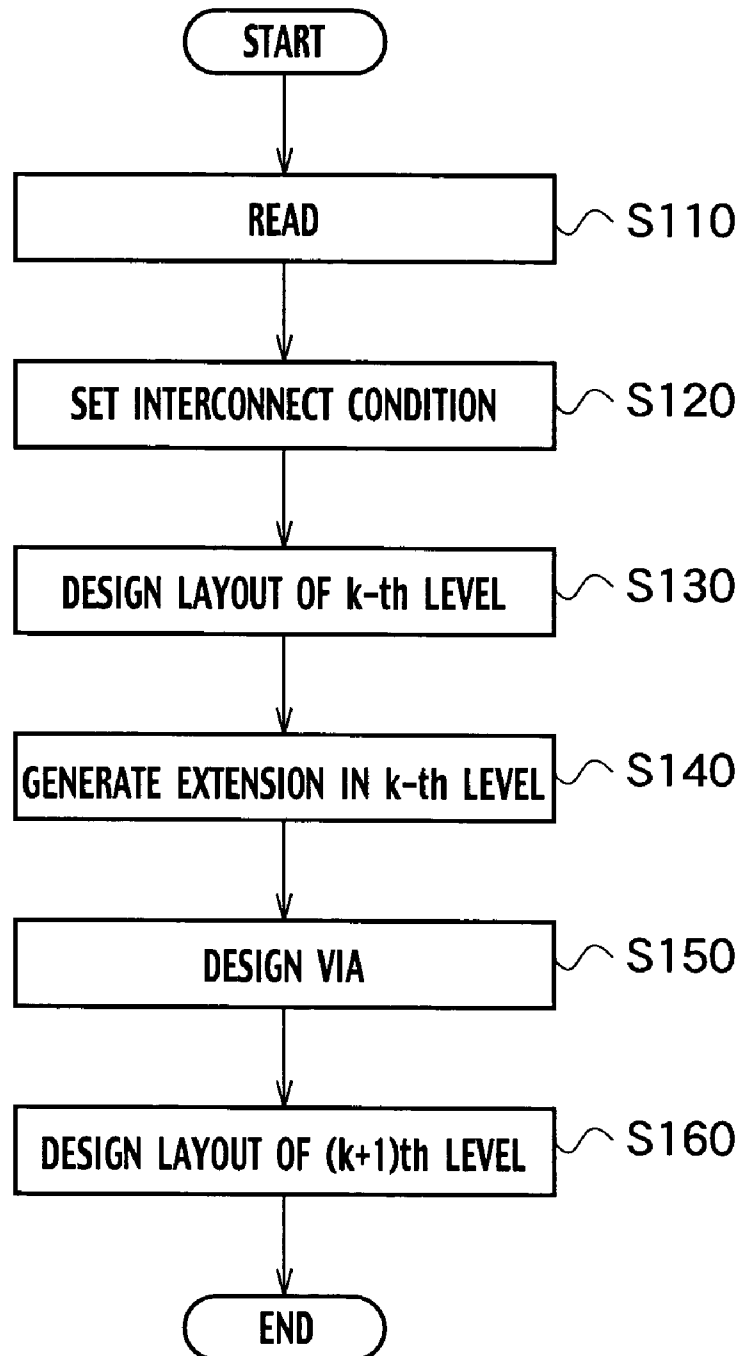 START
READ
S110
SET INTERCONNECT CONDITION
S120
DESIGN LAYOUT OF k-th LEVEL
S130
GENERATE EXTENSION IN k-th LEVEL
S140
DESIGN VIA
S150
DESIGN LAYOUT OF (k+1)th LEVEL
S160
END